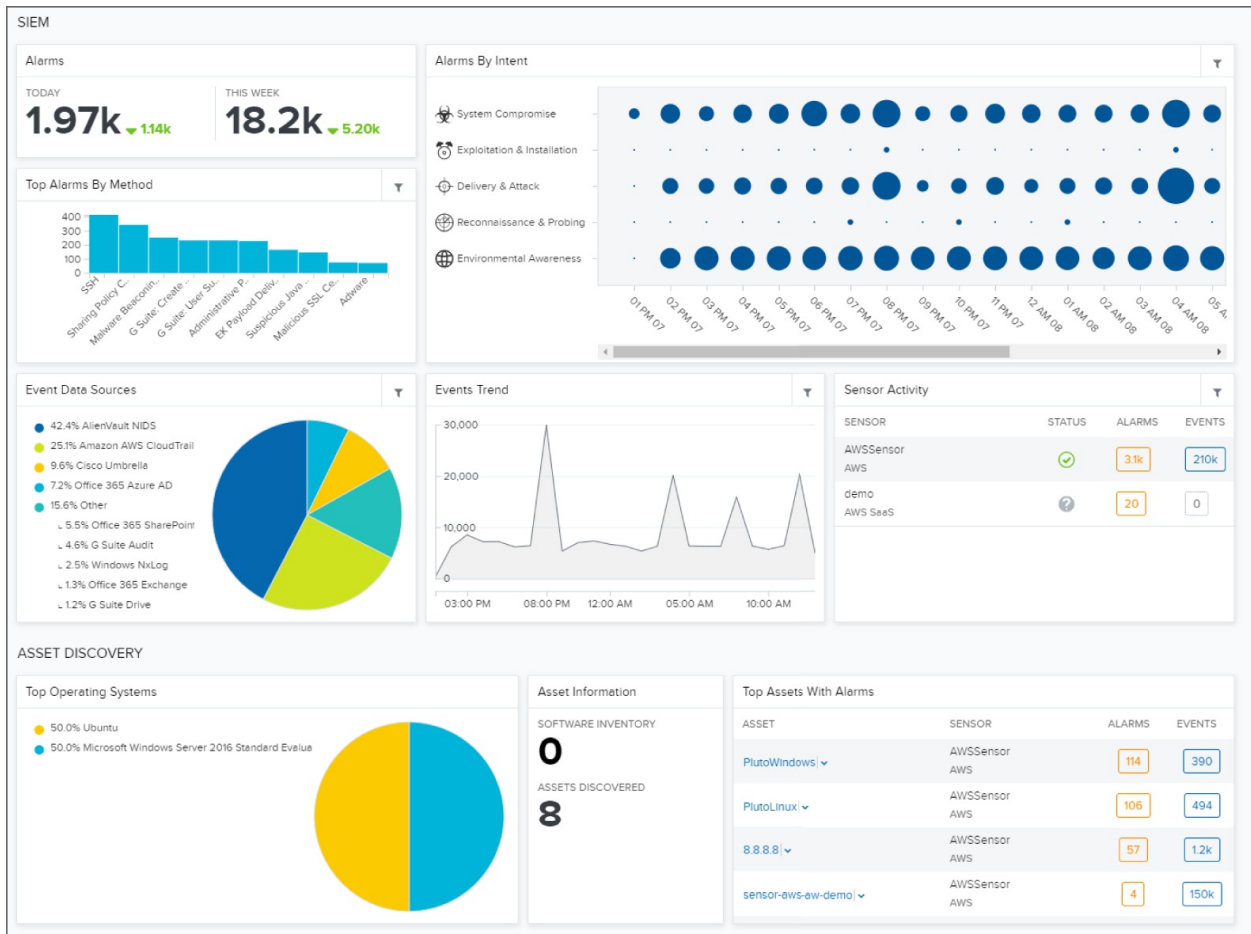 SIEM
Alarms
TODAY
1.97k 1.14k
THIS WEEK
18.2k 5.20k
Top Alarms By Method
400
300
200
100
0
SSH
Sharing Policy C...
Malware Beaconin...
G Suite: Create ...
G Suite: User Su...
Administrative P...
EK Payload Deliv...
Suspicious Java ...
Malicious SSL Ce...
Adware
Alarms By Intent
System Compromise
Exploitation & Installation
Delivery & Attack
Reconnaissance & Probing
Environmental Awareness
01 PM 07
02 PM 07
03 PM 07
04 PM 07
05 PM 07
06 PM 07
07 PM 07
08 PM 07
09 PM 07
10 PM 07
11 PM 07
12 AM 08
01 AM 08
02 AM 08
03 AM 08
04 AM 08
05 A
Event Data Sources
42.4% AlienVault NIDS
25.1% Amazon AWS CloudTrail
9.6% Cisco Umbrella
7.2% Office 365 Azure AD
15.6% Other
5.5% Office 365 SharePoint
4.6% G Suite Audit
2.5% Windows NxLog
1.3% Office 365 Exchange
1.2% G Suite Drive
Events Trend
30,000
20,000
10,000
0
03:00 PM 08:00 PM 12:00 AM 05:00 AM 10:00 AM
Sensor Activity
SENSOR STATUS ALARMS EVENTS
AWSSensor
AWS
3.1k 210k
demo
AWS SaaS
? 20 0
ASSET DISCOVERY
Top Operating Systems
50.0% Ubuntu
50.0% Microsoft Windows Server 2016 Standard Evalua
Asset Information
SOFTWARE INVENTORY
0
ASSETS DISCOVERED
8
Top Assets With Alarms
ASSET SENSOR ALARMS EVENTS
PlutoWindows AWSSensor
AWS
114 390
PlutoLinux AWSSensor
AWS
106 494
8.8.8.8 AWSSensor
AWS
57 1.2k
sensor-aws-aw-demo AWSSensor
AWS
4 150k